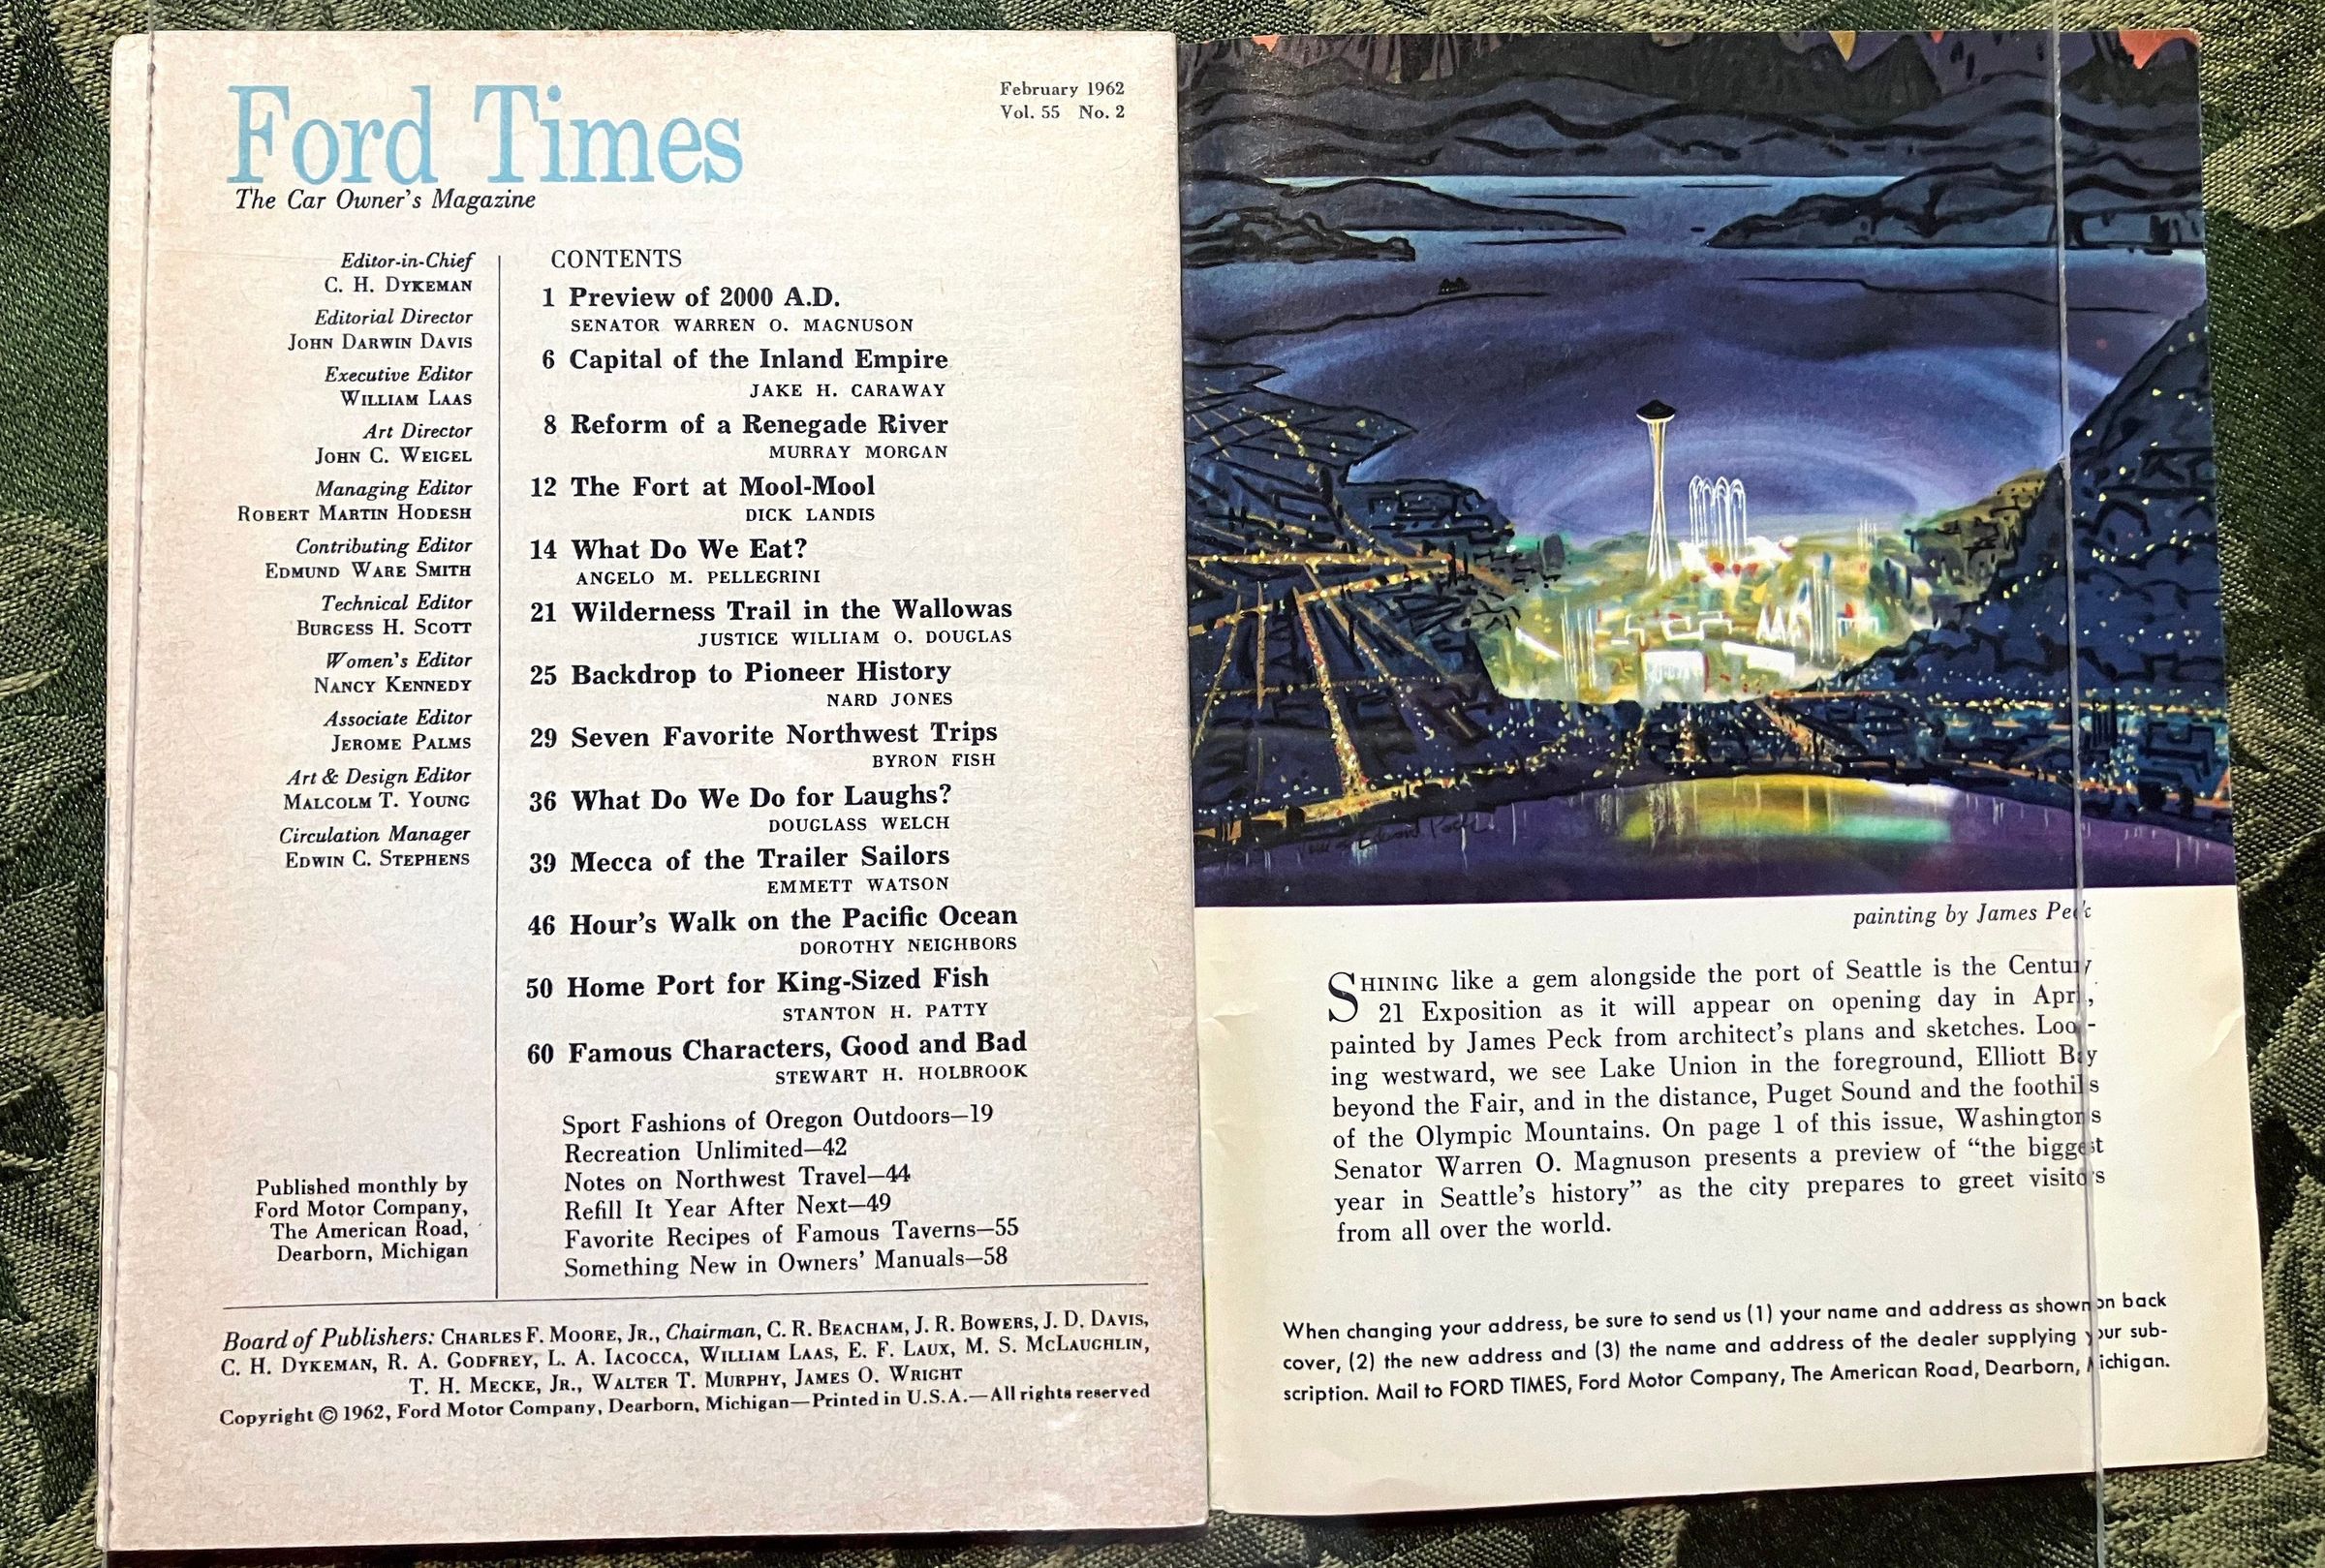 Ford Times
The Car Owner's Magazine
February 1962
Vol. 55 No. 2
Editor-in-Chief
C. H. DYKEMAN
Editorial Director
JOHN DARWIN DAVIS
Executive Editor
WILLIAM LAAS
Art Director
JOHN C. WEIGEL
Managing Editor
ROBERT MARTIN HODESH
Contributing Editor
EDMUND WARE SMITH
Technical Editor
BURGESS H. SCOTT
Women's Editor
NANCY KENNEDY
Associate Editor
JEROME PALMS
Art & Design Editor
MALCOLM T. YOUNG
Circulation Manager
EDWIN C. STEPHENS
Published monthly by
Ford Motor Company,
The American Road,
Dearborn, Michigan
CONTENTS
1 Preview of 2000 A.D.
SENATOR WARREN O. MAGNUSON
6 Capital of the Inland Empire
JAKE H. CARAWAY
8 Reform of a Renegade River
MURRAY MORGAN
12 The Fort at Mool-Mool
DICK LANDIS
14 What Do We Eat?
ANGELO M. PELLEGRINI
21 Wilderness Trail in the Wallowas
JUSTICE WILLIAM O. DOUGLAS
25 Backdrop to Pioneer History
NARD JONES
29 Seven Favorite Northwest Trips
BYRON FISH
36 What Do We Do for Laughs?
DOUGLASS WELCH
39 Mecca of the Trailer Sailors
EMMETT WATSON
46 Hour's Walk on the Pacific Ocean
DOROTHY NEIGHBORS
50 Home Port for King-Sized Fish
STANTON H. PATTY
60 Famous Characters, Good and Bad
STEWART H. HOLBROOK
Sport Fashions of Oregon Outdoors—19
Recreation Unlimited—42
Notes on Northwest Travel—44
Refill It Year After Next—49
Favorite Recipes of Famous Taverns—55
Something New in Owners' Manuals—58
Board of Publishers: CHARLES F. MOORE, JR., Chairman, C. R. BEACHAM, J. R. BOWERS, J. D. DAVIS,
C. H. DYKEMAN, R. A. GODFREY, L. A. IACOCCA, WILLIAM LAAS, E. F. LAUX, M. S. MCLAUGHLIN,
T. H. MECKE, JR., WALTER T. MURPHY, JAMES O. WRIGHT
Copyright © 1962, Ford Motor Company, Dearborn, Michigan—Printed in U.S.A.—All rights reserved
James Edward Peck
painting by James Peck
SHINING like a gem alongside the port of Seattle is the Century
21 Exposition as it will appear on opening day in April,
painted by James Peck from architect's plans and sketches. Look-
ing westward, we see Lake Union in the foreground, Elliott Bay
beyond the Fair, and in the distance, Puget Sound and the foothills
of the Olympic Mountains. On page 1 of this issue, Washington's
Senator Warren O. Magnuson presents a preview of “the biggest
year in Seattle's history” as the city prepares to greet visitors
from all over the world.
When changing your address, be sure to send us (1) your name and address as shown on back
cover, (2) the new address and (3) the name and address of the dealer supplying your sub-
scription. Mail to FORD TIMES, Ford Motor Company, The American Road, Dearborn, Michigan.